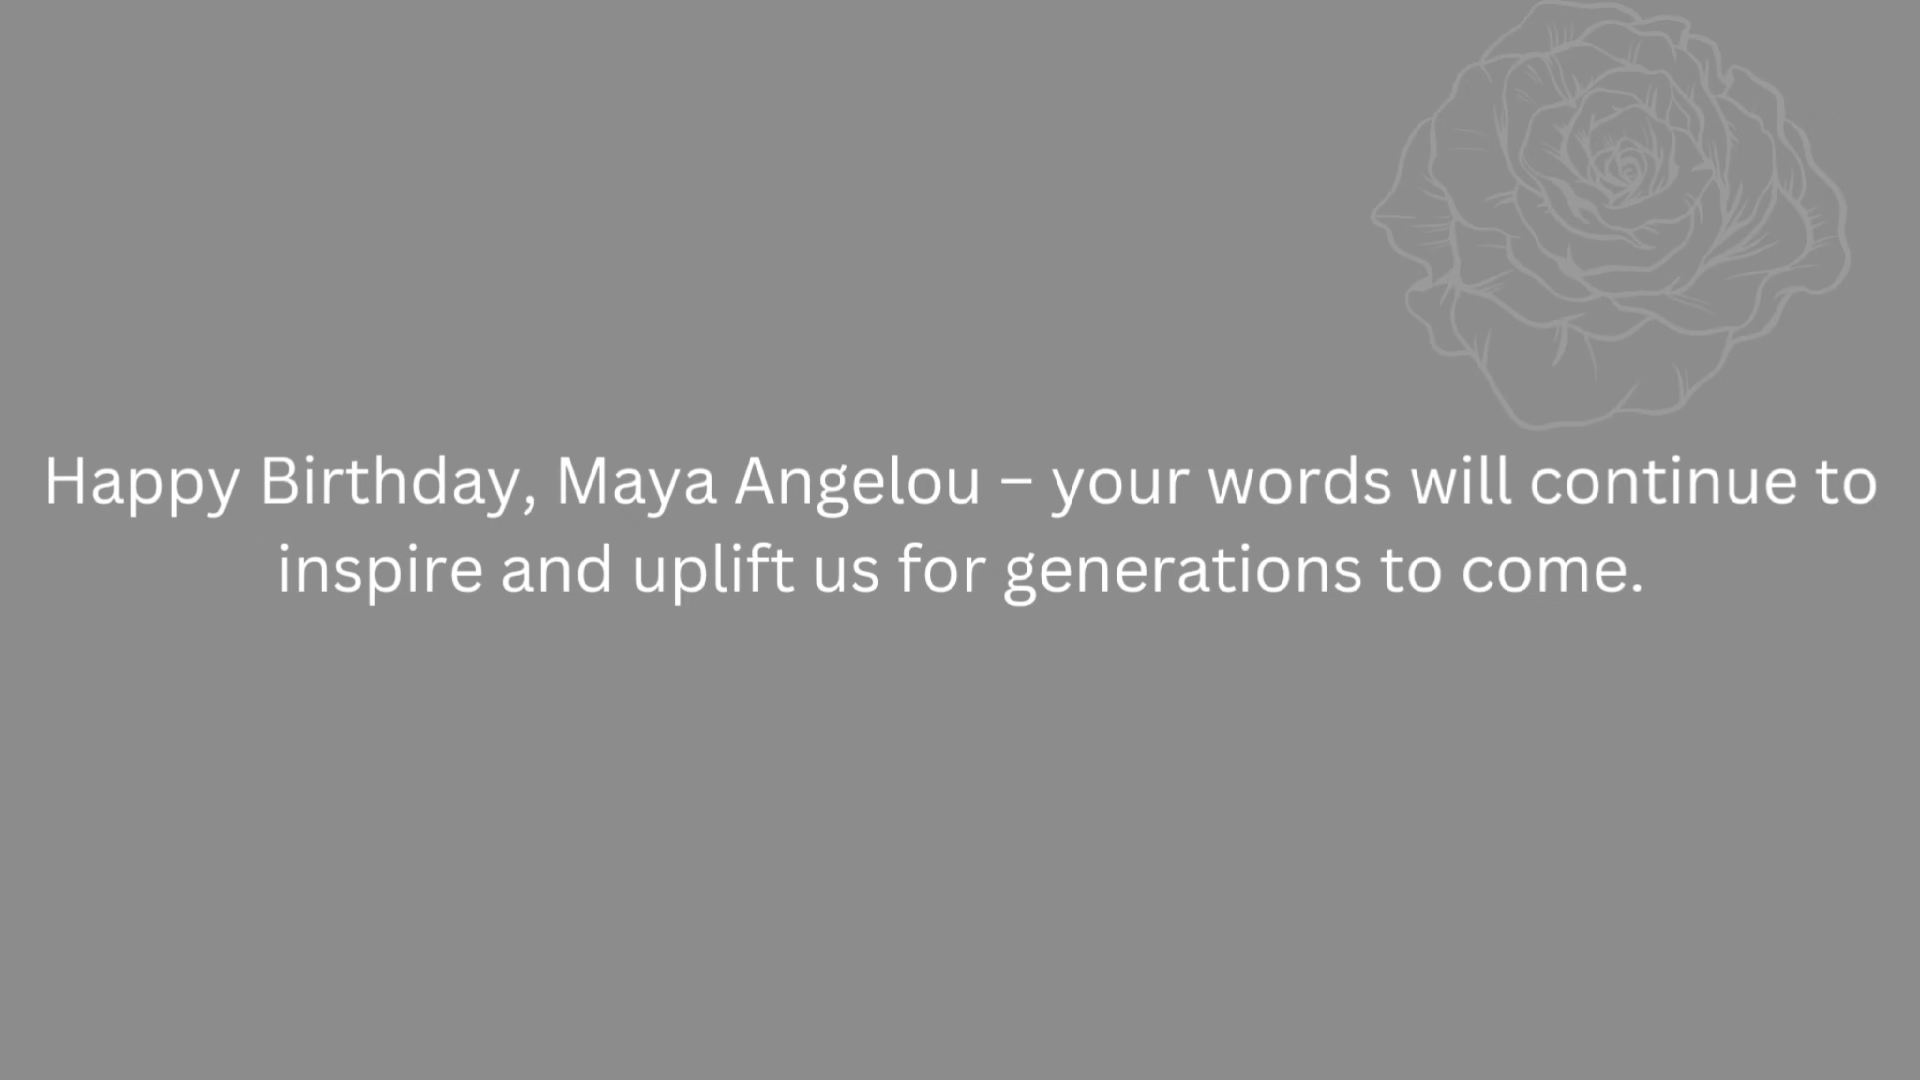 Happy Birthday, Maya Angelou – your words will continue to
inspire and uplift us for generations to come.